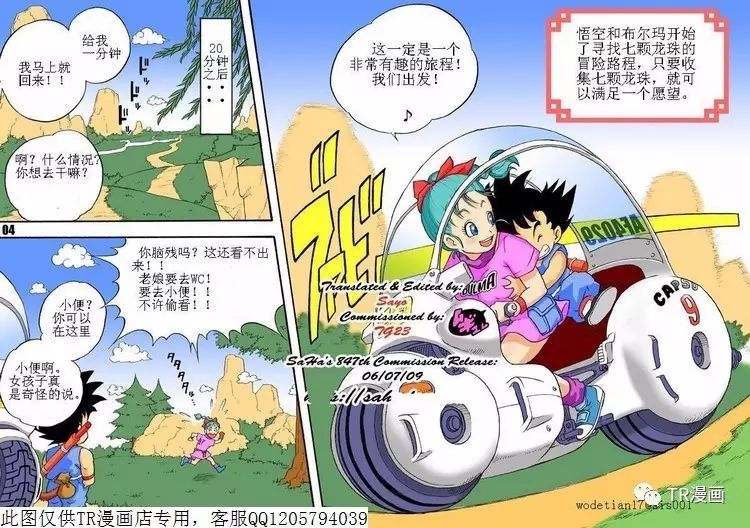 悟空和布尔玛开始
了寻找七颗龙珠的
冒险路程，只要收
集七颗龙珠，就可
以满足一个愿望。
这一定是一个
非常有趣的旅程！
我们出发！
♪
AF4029
BULMA
CAPSU
9
Translated & Edited by:
Sayo
Commissioned by:
TG23
SaHa's 847th Commission Release:
06/07/09
20
分钟
之后
给我
一分钟
我马上就
回来！！
啊？什么情况？
你想去干嘛？
04
你脑残吗？这还看不出
来！！
老娘要去WC！
要去小便！！
不许偷看！！
小便？
你可以
在这里
小便啊。
女孩子真
是奇怪的说。
TR漫画
此图仅供TR漫画店专用，客服QQ1205794039